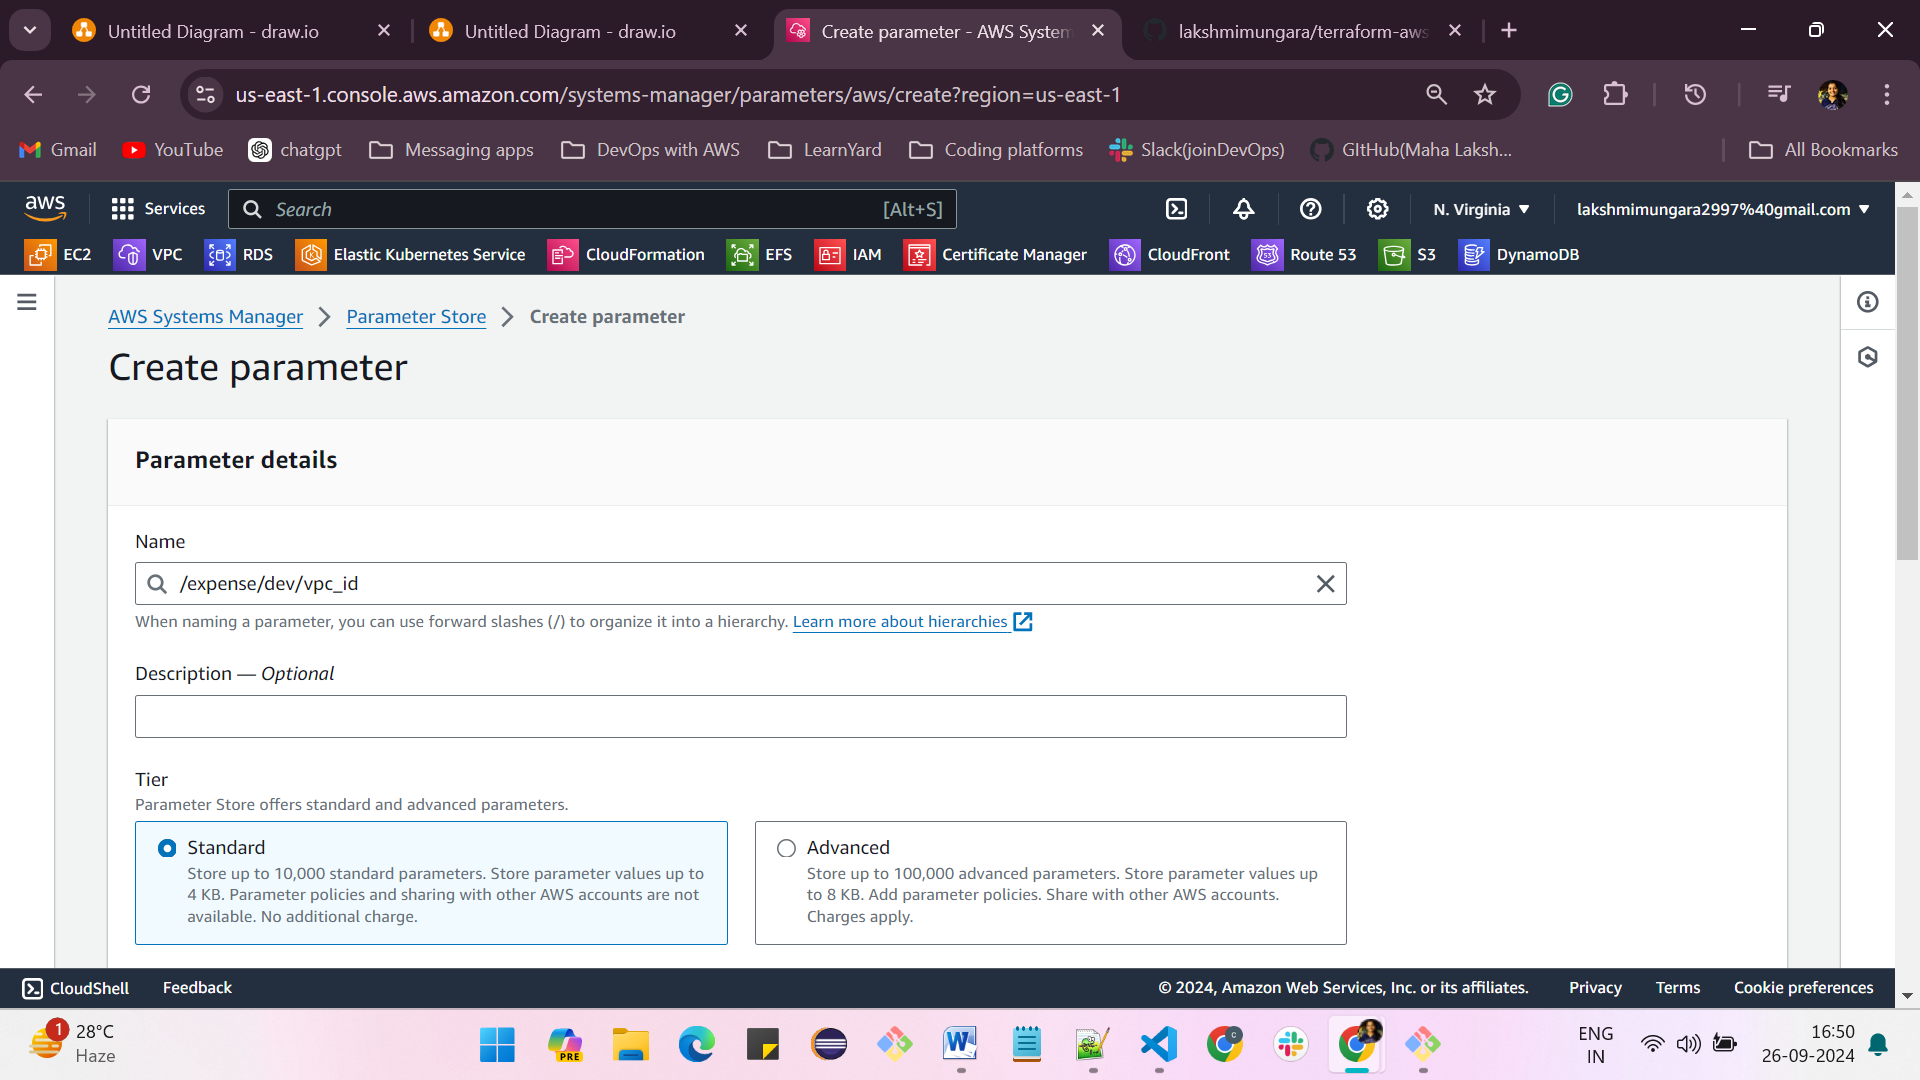 Untitled Diagram - draw.io
Untitled Diagram - draw.io
Create parameter - AWS System
lakshmimungara/terraform-aws
us-east-1.console.aws.amazon.com/systems-manager/parameters/aws/create?region=us-east-1
Gmail
YouTube
chatgpt
Messaging apps
DevOps with AWS
LearnYard
Coding platforms
Slack(joinDevOps)
GItHub(Maha Laksh...
All Bookmarks
aws
Services
Search
[Alt+S]
N. Virginia
lakshmimungara2997%40gmail.com
EC2
VPC
RDS
Elastic Kubernetes Service
CloudFormation
EFS
IAM
Certificate Manager
CloudFront
Route 53
S3
DynamoDB
AWS Systems Manager
Parameter Store
Create parameter
Create parameter
Parameter details
Name
/expense/dev/vpc_id
When naming a parameter, you can use forward slashes (/) to organize it into a hierarchy. Learn more about hierarchies
Description — Optional
Tier
Parameter Store offers standard and advanced parameters.
Standard
Store up to 10,000 standard parameters. Store parameter values up to
4 KB. Parameter policies and sharing with other AWS accounts are not
available. No additional charge.
Advanced
Store up to 100,000 advanced parameters. Store parameter values up
to 8 KB. Add parameter policies. Share with other AWS accounts.
Charges apply.
CloudShell
Feedback
© 2024, Amazon Web Services, Inc. or its affiliates.
Privacy
Terms
Cookie preferences
1
28°C
Haze
PRE
ENG
IN
16:50
26-09-2024